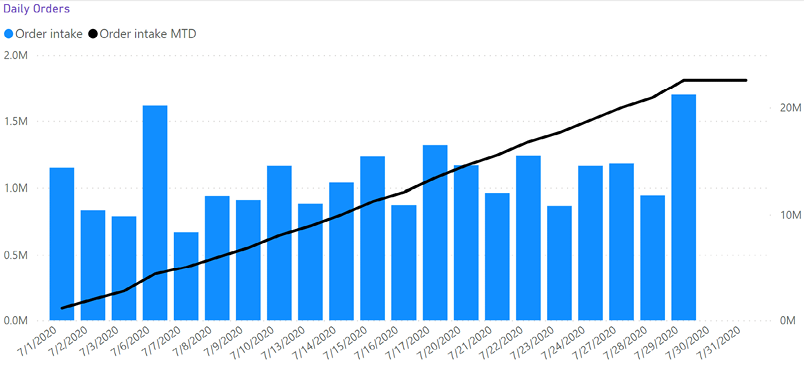 Daily Orders
Order intake Order intake MTD
2.0M
1.5M
1.0M
0.5M
0.0M
20M
10M
0M
7/1/2020
7/2/2020
7/3/2020
7/6/2020
7/7/2020
7/8/2020
7/9/2020
7/10/2020
7/13/2020
7/14/2020
7/15/2020
7/16/2020
7/17/2020
7/20/2020
7/21/2020
7/22/2020
7/23/2020
7/24/2020
7/27/2020
7/28/2020
7/29/2020
7/30/2020
7/31/2020